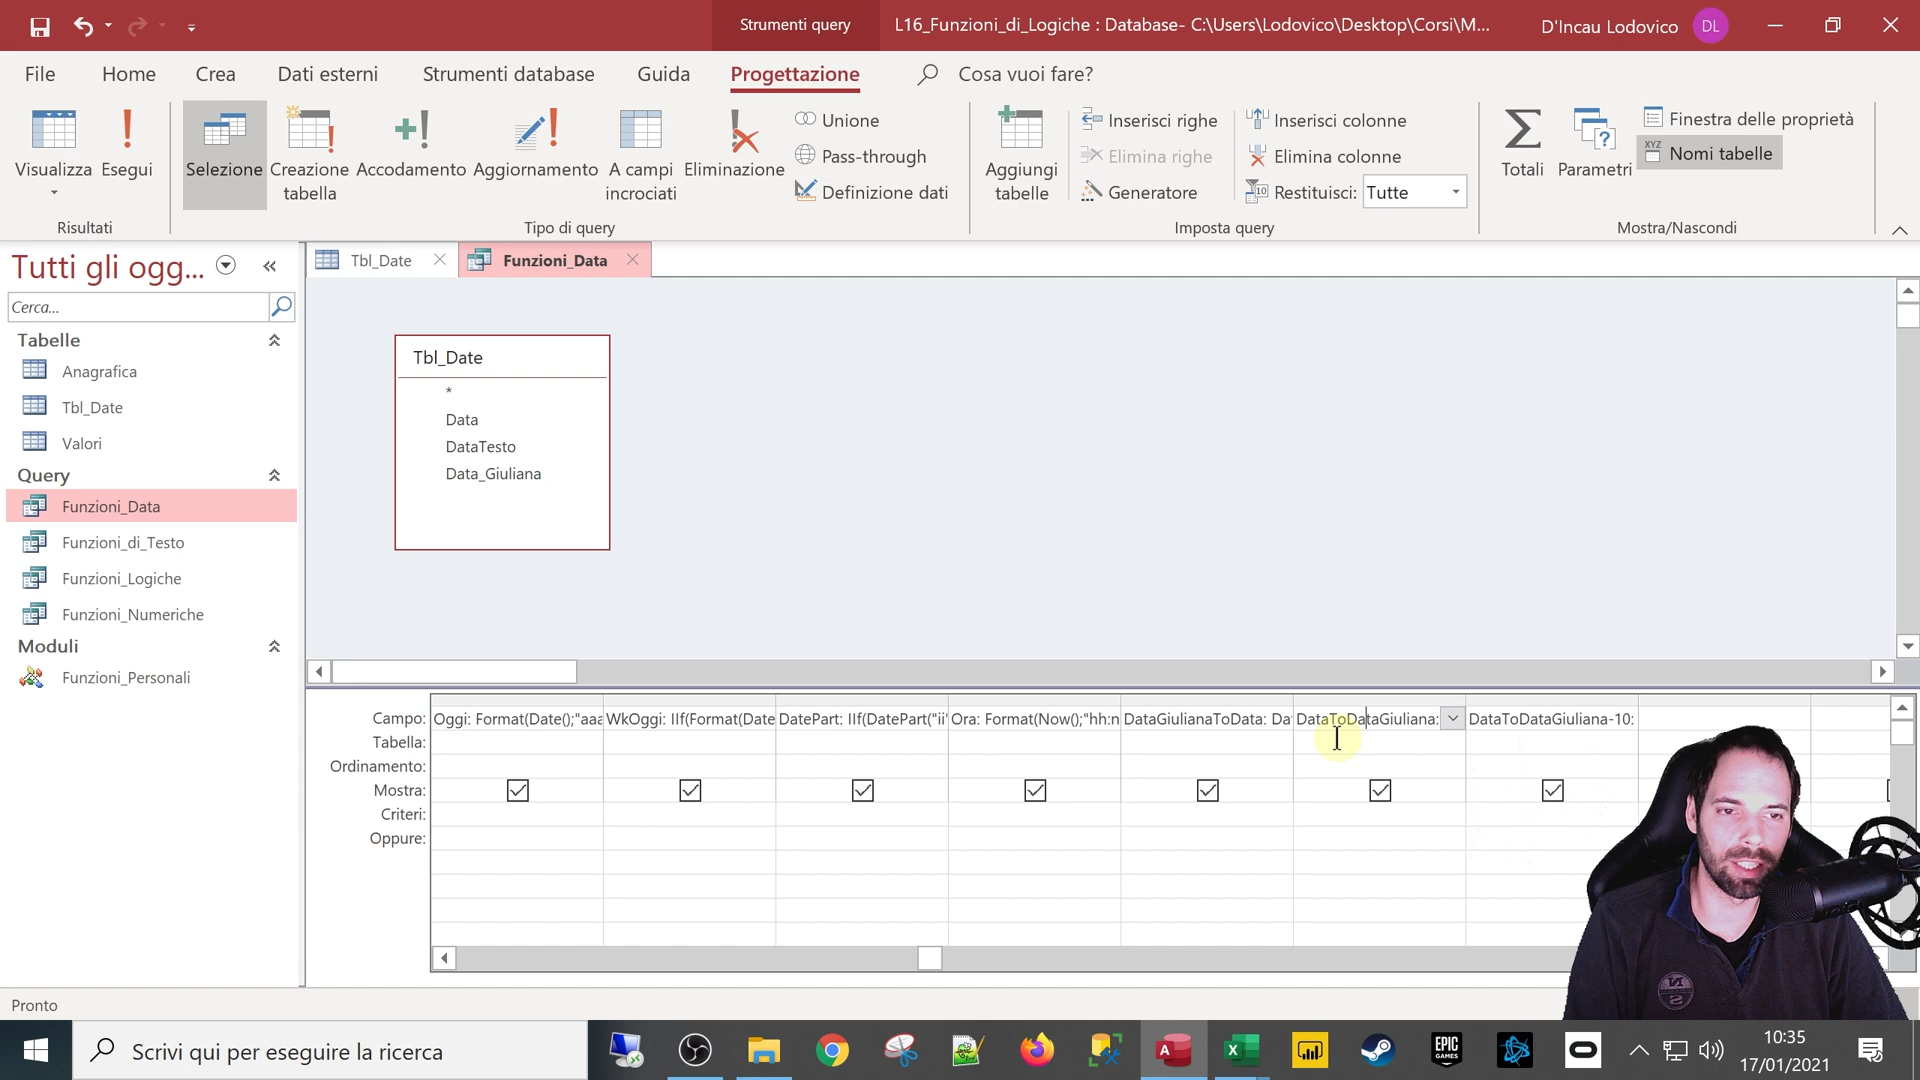 Strumenti query
L16_Funzioni_di_Logiche : Database- C:\Users\Lodovico\Desktop\Corsi\M...
D'Incau Lodovico
DL
File
Home
Crea
Dati esterni
Strumenti database
Guida
Progettazione
Cosa vuoi fare?
Visualizza
Esegui
Selezione
Creazione tabella
Accodamento
Aggiornamento
A campi incrociati
Eliminazione
Unione
Pass-through
Definizione dati
Aggiungi tabelle
Inserisci righe
Elimina righe
Generatore
Inserisci colonne
Elimina colonne
Restituisci: Tutte
Totali
Parametri
Finestra delle proprietà
XYZ Nomi tabelle
Risultati
Tipo di query
Imposta query
Mostra/Nascondi
Tutti gli ogg...
Cerca...
Tabelle
Anagrafica
Tbl_Date
Valori
Query
Funzioni_Data
Funzioni_di_Testo
Funzioni_Logiche
Funzioni_Numeriche
Moduli
Funzioni_Personali
Tbl_Date
Funzioni_Data
Tbl_Date
*
Data
DataTesto
Data_Giuliana
Campo:
Tabella:
Ordinamento:
Mostra:
Criteri:
Oppure:
Oggi: Format(Date();"aaa
WkOggi: IIf(Format(Date
DatePart: IIf(DatePart("ii"
Ora: Format(Now();"hh:n
DataGiulianaToData: Da
DataToDataGiuliana:
DataToDataGiuliana-10:
Pronto
Scrivi qui per eseguire la ricerca
EPIC GAMES
10:35
17/01/2021